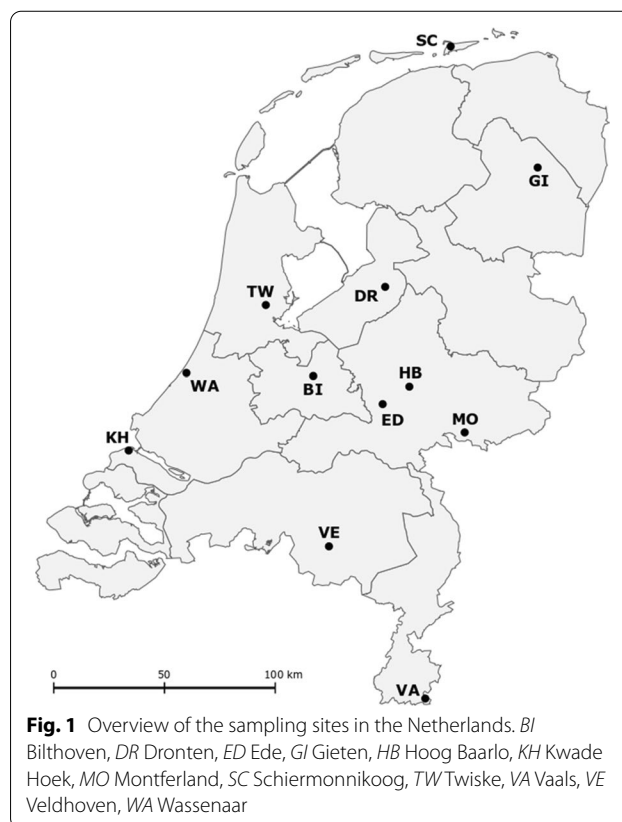 SC
GI
TW
DR
WA
BI
HB
ED
MO
KH
VE
0 50 100 km
VA
Fig. 1 Overview of the sampling sites in the Netherlands. BI
Bilthoven, DR Dronten, ED Ede, GI Gieten, HB Hoog Baarlo, KH Kwade
Hoek, MO Montferland, SC Schiermonnikoog, TW Twiske, VA Vaals, VE
Veldhoven, WA Wassenaar